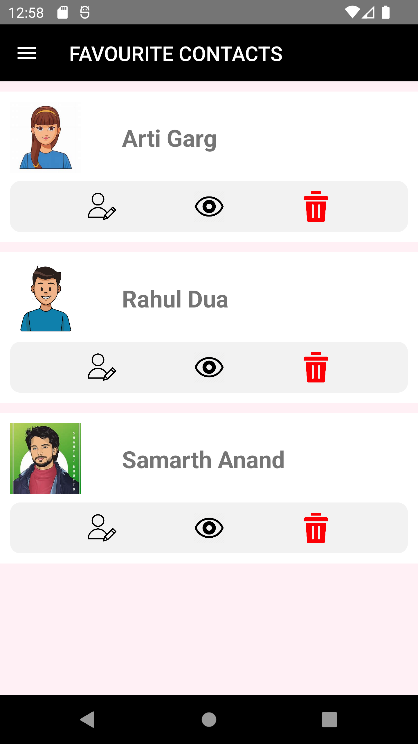 12:58
FAVOURITE CONTACTS
Arti Garg
Rahul Dua
Samarth Anand